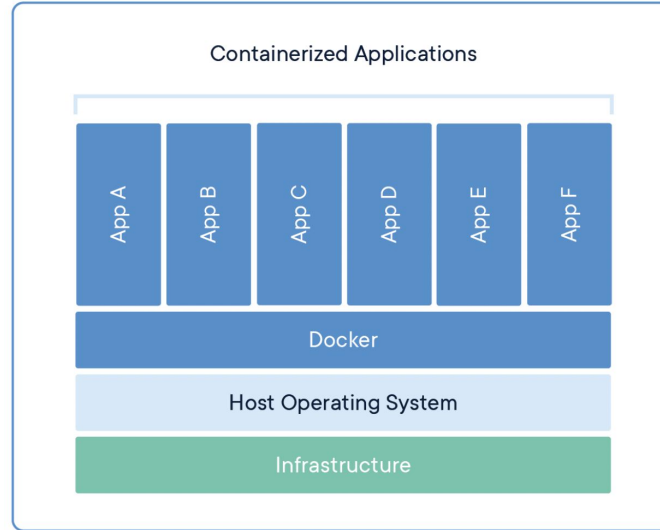 Containerized Applications
App A
App B
App C
App D
App E
App F
Docker
Host Operating System
Infrastructure